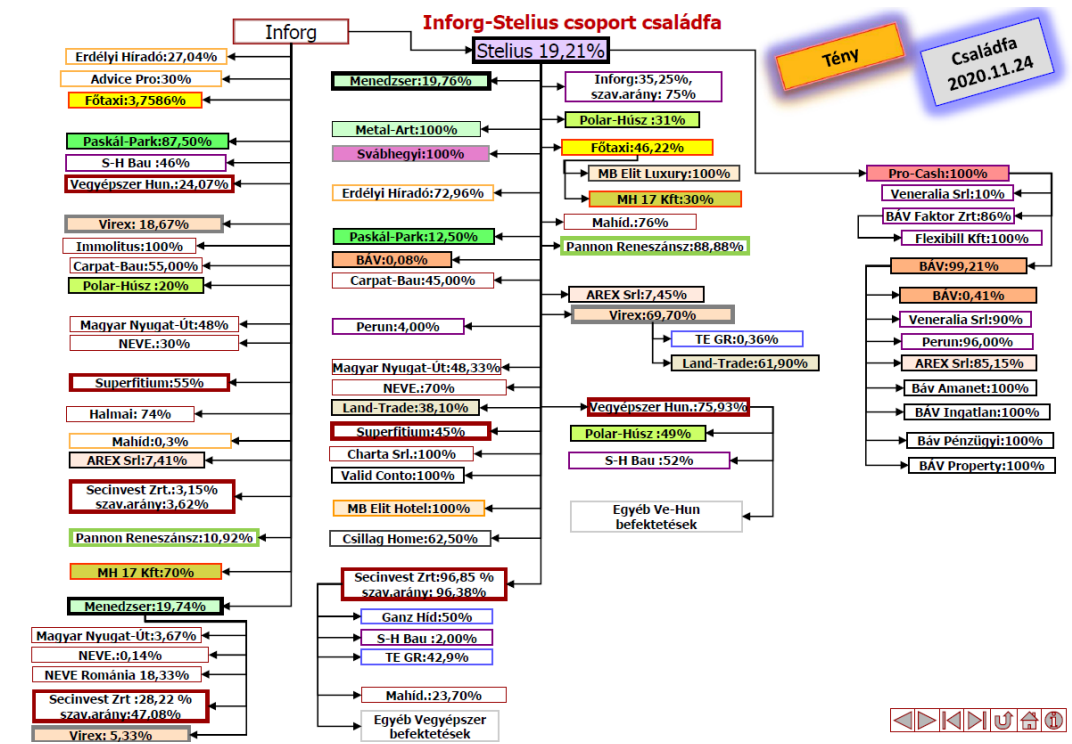 Inforg-Stelius csoport családfa
Tény
Családfa
2020.11.24
Inforg
Erdélyi Híradó:27,04%
Advice Pro:30%
Főtaxi:3,7586%
Paskál-Park:87,50%
S-H Bau :46%
Vegyépszer Hun.:24,07%
Virex: 18,67%
Immolitus:100%
Carpat-Bau:55,00%
Polar-Húsz :20%
Magyar Nyugat-Út:48%
NEVE.:30%
Superfitium:55%
Halmai: 74%
Mahíd:0,3%
AREX Srl:7,41%
Secinvest Zrt.:3,15%
szav.arány:3,62%
Pannon Reneszánsz:10,92%
MH 17 Kft:70%
Menedzser:19,74%
Magyar Nyugat-Út:3,67%
NEVE.:0,14%
NEVE Románia 18,33%
Secinvest Zrt :28,22 %
szav.arány:47,08%
Virex: 5,33%
Stelius 19,21%
Menedzser:19,76%
Metal-Art:100%
Svábhegyi:100%
Erdélyi Híradó:72,96%
Paskál-Park:12,50%
BÁV:0,08%
Carpat-Bau:45,00%
Perun:4,00%
Magyar Nyugat-Út:48,33%
NEVE.:70%
Land-Trade:38,10%
Superfitium:45%
Charta Srl.:100%
Valid Conto:100%
MB Elit Hotel:100%
Csillag Home:62,50%
Secinvest Zrt:96,85 %
szav.arány: 96,38%
Ganz Híd:50%
S-H Bau :2,00%
TE GR:42,9%
Mahíd.:23,70%
Egyéb Vegyépszer
befektetések
Inforg:35,25%,
szav.arány: 75%
Polar-Húsz :31%
Főtaxi:46,22%
MB Elit Luxury:100%
MH 17 Kft:30%
Mahíd.:76%
Pannon Reneszánsz:88,88%
AREX Srl:7,45%
Virex:69,70%
TE GR:0,36%
Land-Trade:61,90%
Vegyépszer Hun.:75,93%
Polar-Húsz :49%
S-H Bau :52%
Egyéb Ve-Hun
befektetések
Pro-Cash:100%
Veneralia Srl:10%
BÁV Faktor Zrt:86%
Flexibill Kft:100%
BÁV:99,21%
BÁV:0,41%
Veneralia Srl:90%
Perun:96,00%
AREX Srl:85,15%
Báv Amanet:100%
BÁV Ingatlan:100%
Báv Pénzügyi:100%
BÁV Property:100%